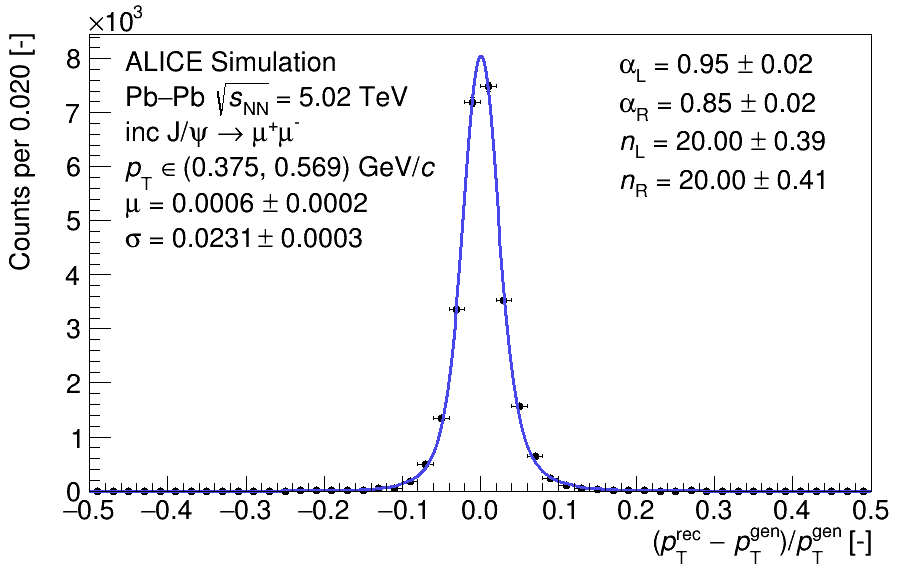 ×10³
Counts per 0.020 [-]
8
7
6
5
4
3
2
1
0
ALICE Simulation
Pb–Pb √sNN = 5.02 TeV
inc J/ψ → μ⁺μ⁻
pT ∈ (0.375, 0.569) GeV/c
μ = 0.0006 ± 0.0002
σ = 0.0231 ± 0.0003
αL = 0.95 ± 0.02
αR = 0.85 ± 0.02
nL = 20.00 ± 0.39
nR = 20.00 ± 0.41
−0.5 −0.4 −0.3 −0.2 −0.1 0.0 0.1 0.2 0.3 0.4 0.5
(pTrec − pTgen)/pTgen [-]